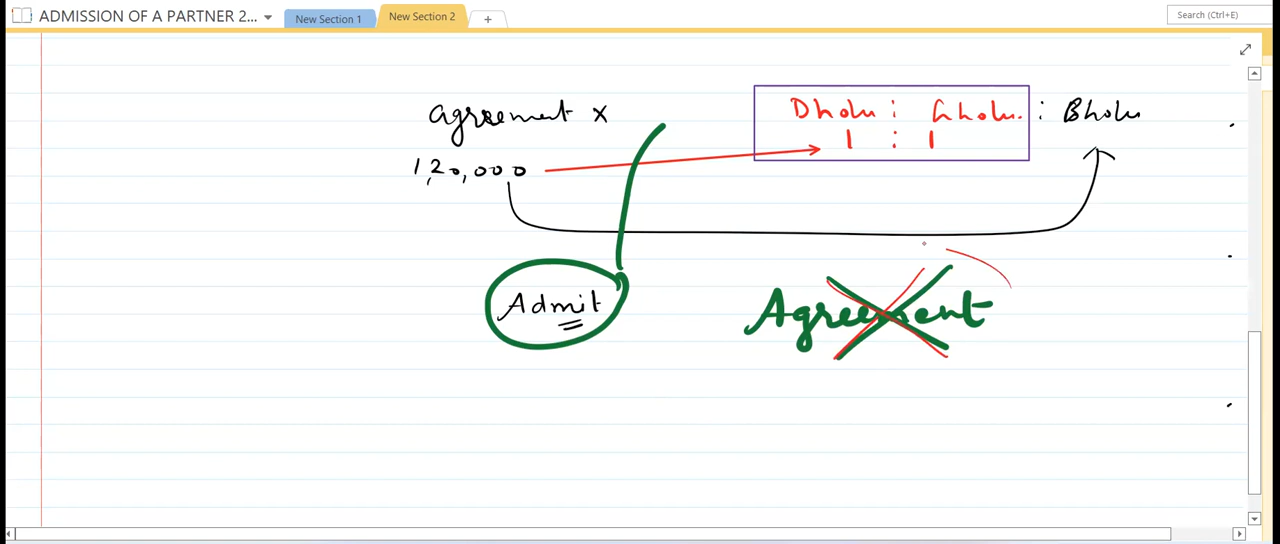 ADMISSION OF A PARTNER 2...
New Section 1
New Section 2
+
Search (Ctrl+E)
agreement x
Dholu : Gholu. : Bholu
1 : 1
1,20,000
Admit
Agreement